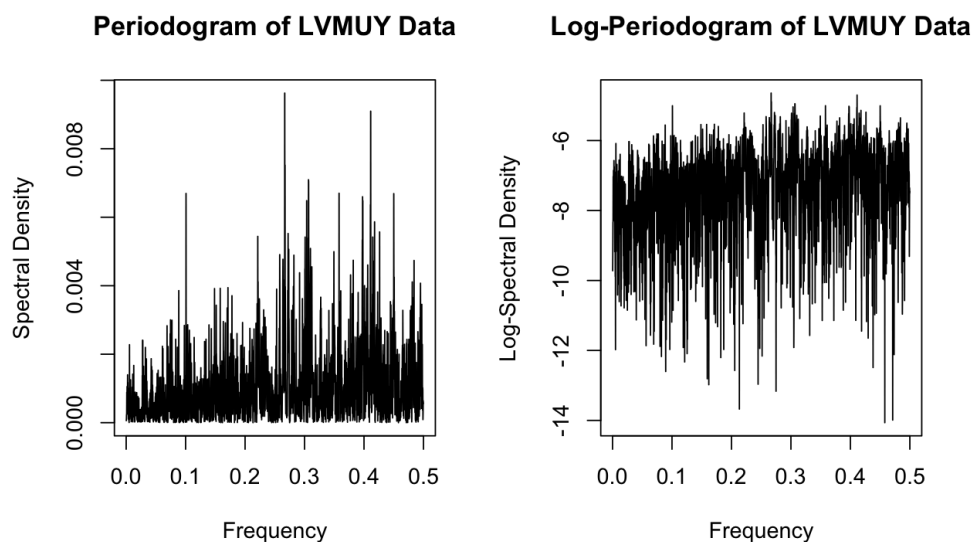 Periodogram of LVMUY Data
Spectral Density
0.008
0.004
0.000
0.0 0.1 0.2 0.3 0.4 0.5
Frequency
Log-Periodogram of LVMUY Data
Log-Spectral Density
-6
-8
-10
-12
-14
0.0 0.1 0.2 0.3 0.4 0.5
Frequency